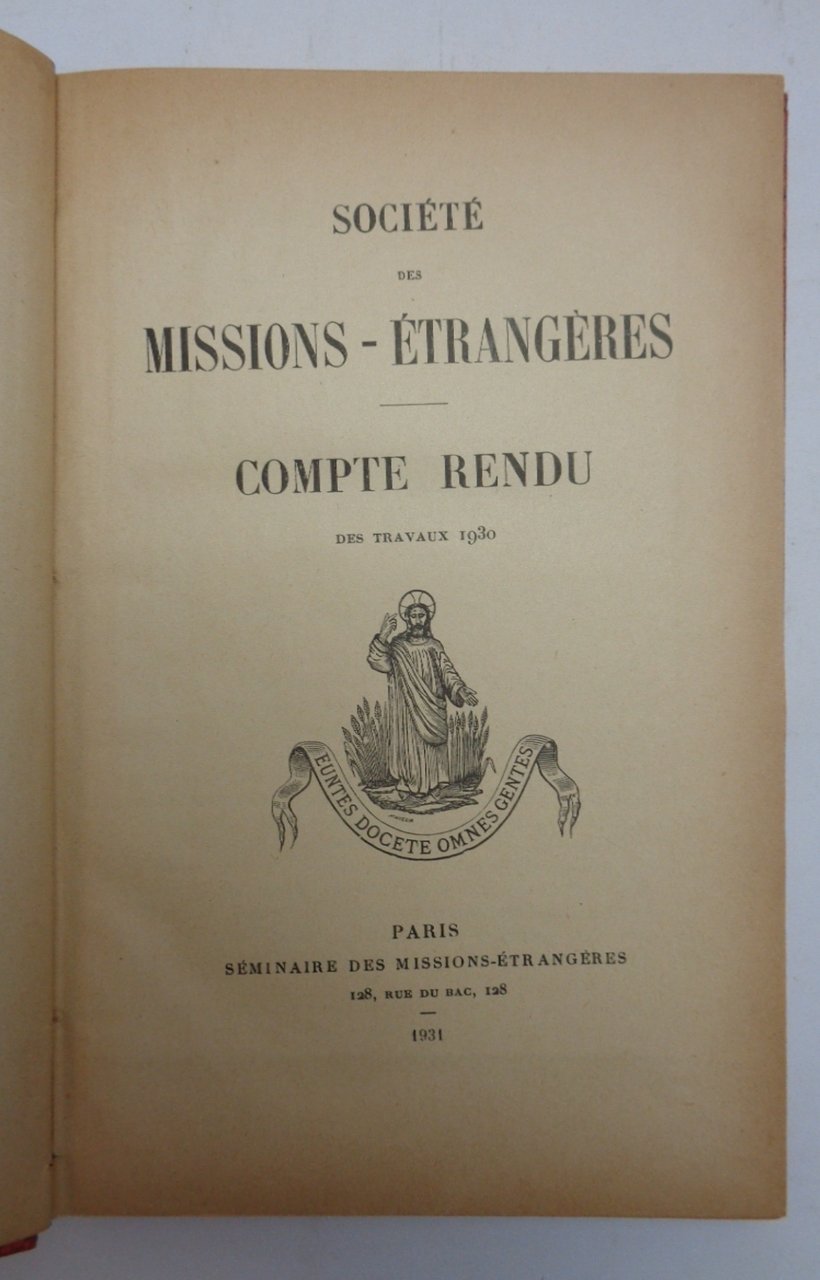 SOCIÉTÉ
DES
MISSIONS - ÉTRANGÈRES
COMPTE RENDU
DES TRAVAUX 1930
EUNTES DOCETE OMNES GENTES
PARIS
SÉMINAIRE DES MISSIONS-ÉTRANGÈRES
128, RUE DU BAC, 128
1931